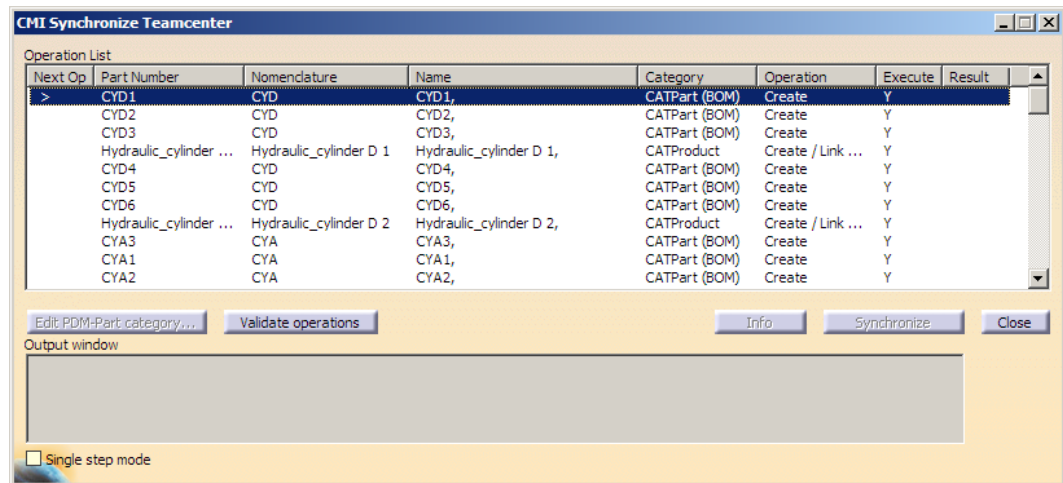 CMI Synchronize Teamcenter
Operation List
Next Op Part Number Nomenclature Name Category Operation Execute Result
> CYD1 CYD CYD1, CATPart (BOM) Create Y
CYD2 CYD CYD2, CATPart (BOM) Create Y
CYD3 CYD CYD3, CATPart (BOM) Create Y
Hydraulic_cylinder ... Hydraulic_cylinder D 1 Hydraulic_cylinder D 1, CATProduct Create / Link ... Y
CYD4 CYD CYD4, CATPart (BOM) Create Y
CYD5 CYD CYD5, CATPart (BOM) Create Y
CYD6 CYD CYD6, CATPart (BOM) Create Y
Hydraulic_cylinder ... Hydraulic_cylinder D 2 Hydraulic_cylinder D 2, CATProduct Create / Link ... Y
CYA3 CYA CYA3, CATPart (BOM) Create Y
CYA1 CYA CYA1, CATPart (BOM) Create Y
CYA2 CYA CYA2, CATPart (BOM) Create Y
Edit PDM-Part category... Validate operations Info Synchronize Close
Output window
Single step mode